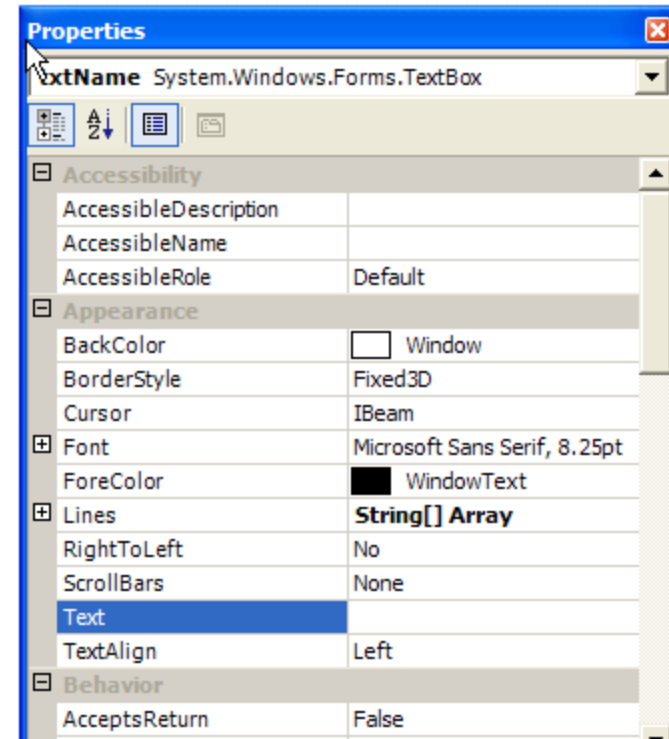 Properties
extName System.Windows.Forms.TextBox
Accessibility
AccessibleDescription
AccessibleName
AccessibleRole Default
Appearance
BackColor Window
BorderStyle Fixed3D
Cursor IBeam
Font Microsoft Sans Serif, 8.25pt
ForeColor WindowText
Lines String[] Array
RightToLeft No
ScrollBars None
Text
TextAlign Left
Behavior
AcceptsReturn False